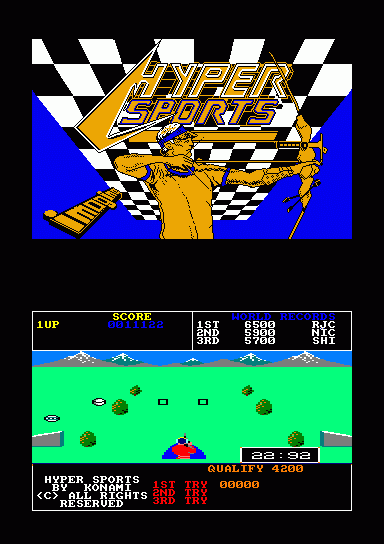 HYPER
SPORTS
SCORE
1UP 0011188
WORLD RECORDS
1ST 6500 RJC
2ND 5900 NIC
3RD 5700 SHI
22:92
QUALIFY 4200
HYPER SPORTS
BY KONAMI
<C> ALL RIGHTS
RESERVED
1ST TRY 00000
2ND TRY
3RD TRY